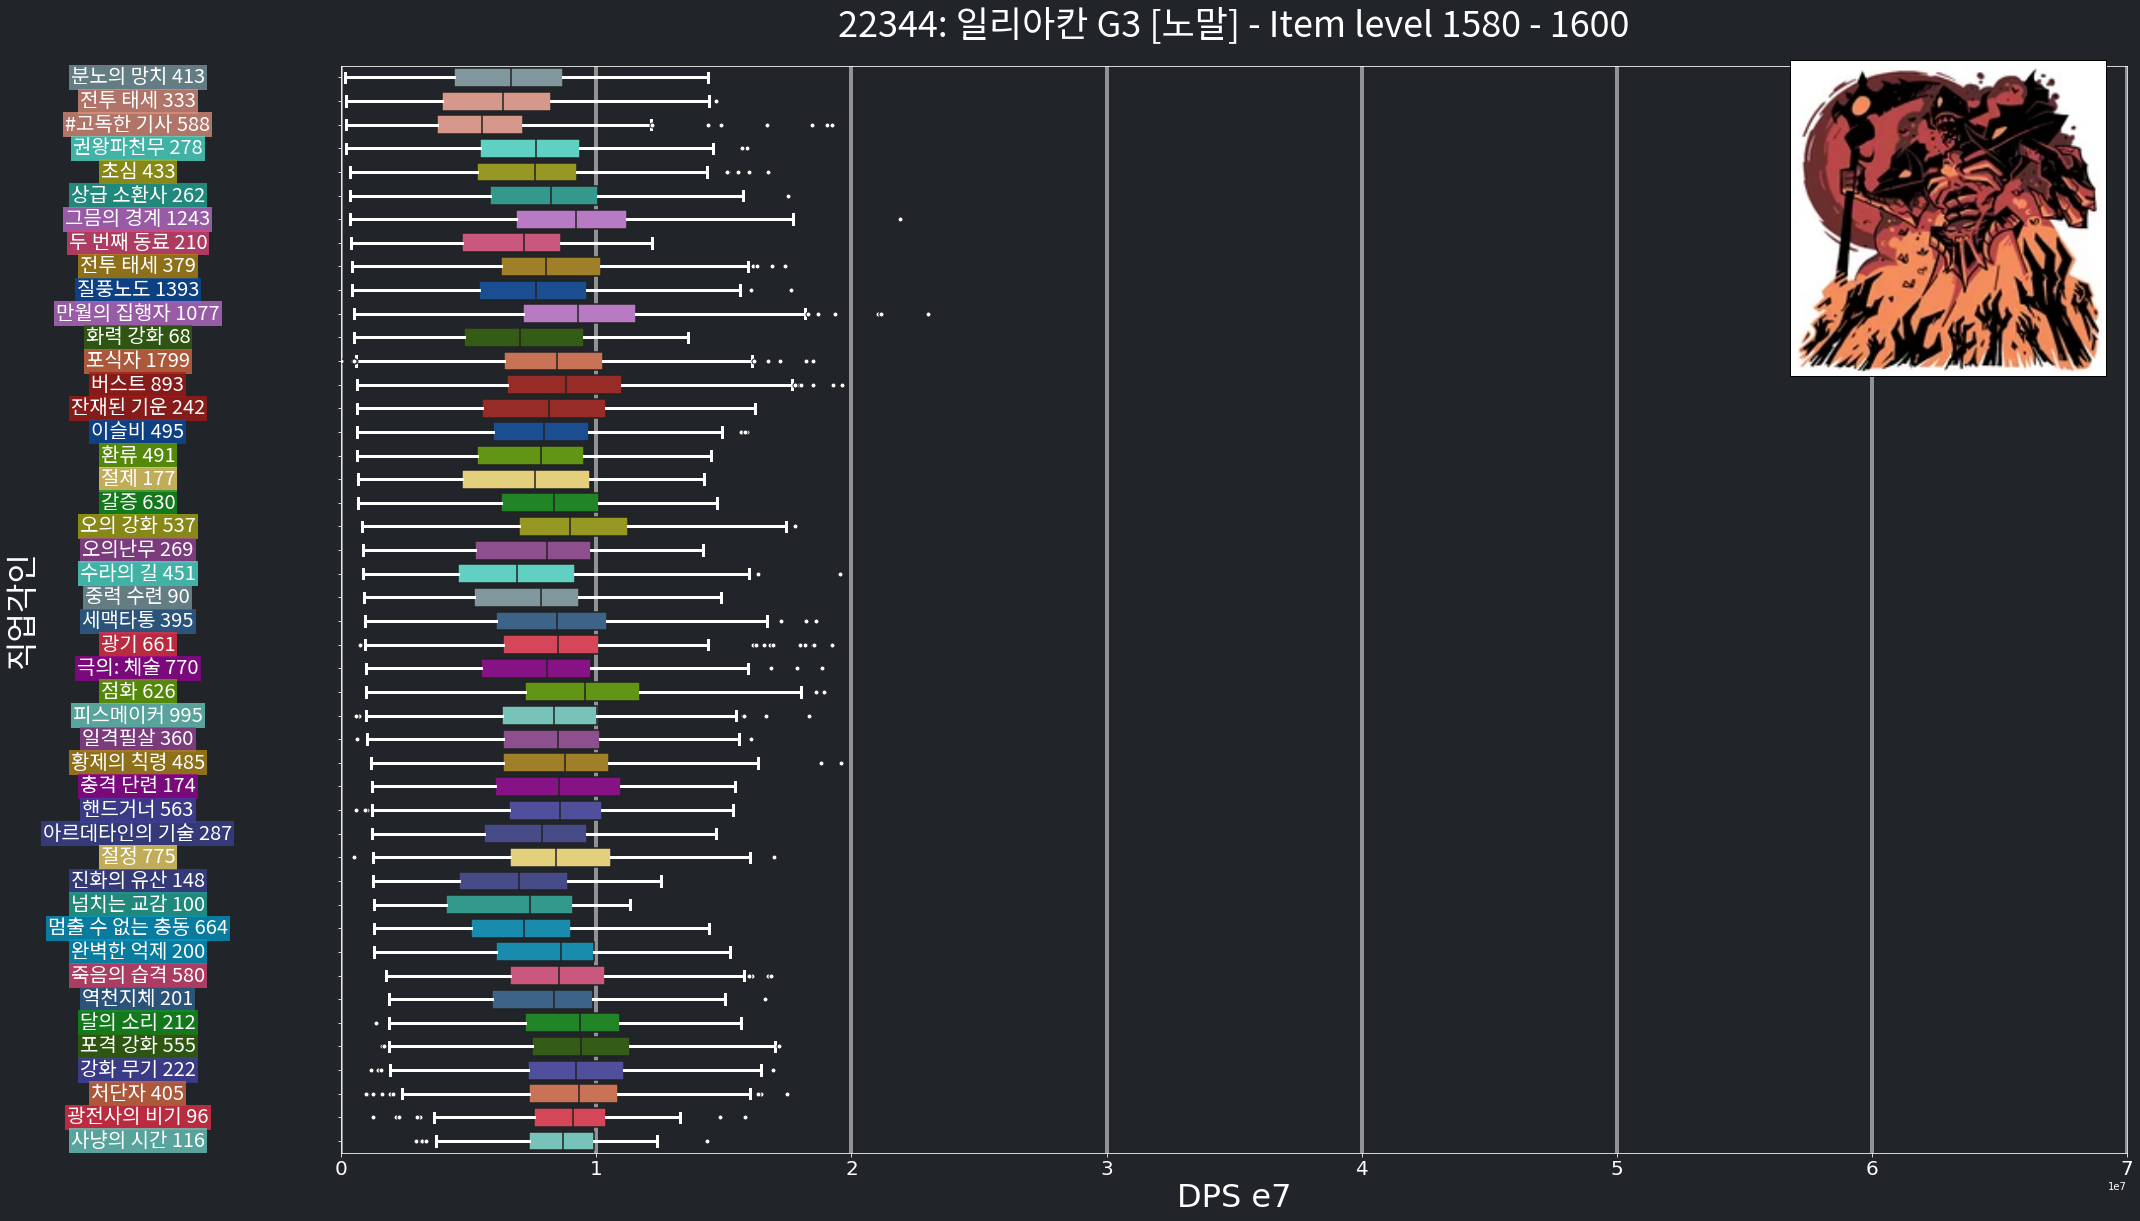 22344: 일리아칸 G3 [노말] - Item level 1580 - 1600
분노의 망치 413
전투 태세 333
#고독한 기사 588
권왕파천무 278
초심 433
상급 소환사 262
그믐의 경계 1243
두 번째 동료 210
전투 태세 379
질풍노도 1393
만월의 집행자 1077
화력 강화 68
포식자 1799
버스트 893
잔재된 기운 242
이슬비 495
환류 491
절제 177
갈증 630
오의 강화 537
오의난무 269
수라의 길 451
중력 수련 90
세맥타통 395
광기 661
극의: 체술 770
점화 626
피스메이커 995
일격필살 360
황제의 칙령 485
충격 단련 174
핸드거너 563
아르데타인의 기술 287
절정 775
진화의 유산 148
넘치는 교감 100
멈출 수 없는 충동 664
완벽한 억제 200
죽음의 습격 580
역천지체 201
달의 소리 212
포격 강화 555
강화 무기 222
처단자 405
광전사의 비기 96
사냥의 시간 116
직업각인
0 1 2 3 4 5 6 7
DPS e7
1e7